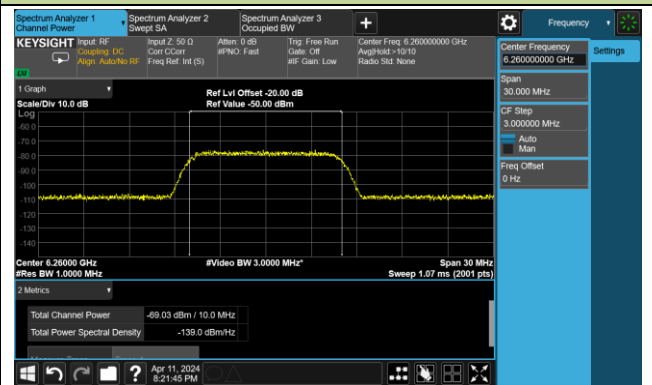 Spectrum Analyzer 1
Channel Power
Spectrum Analyzer 2
Swept SA
Spectrum Analyzer 3
Occupied BW
Frequency
KEYSIGHT
Input: RF
Coupling: DC
Align: Auto/No RF
Input Z: 50 Ω
Corr CCorr
Freq Ref: Int (S)
Atten: 0 dB
#PNO: Fast
Trig: Free Run
Gate: Off
#IF Gain: Low
Center Freq: 6.260000000 GHz
Avg|Hold:>10/10
Radio Std: None
LNI
Center Frequency
6.260000000 GHz
Settings
Span
30.000 MHz
CF Step
3.000000 MHz
Auto
Man
Freq Offset
0 Hz
1 Graph
Scale/Div 10.0 dB
Ref Lvl Offset -20.00 dB
Ref Value -50.00 dBm
Log
-60.0
-70.0
-80.0
-90.0
-100
-110
-120
-130
-140
Center 6.26000 GHz
#Video BW 3.0000 MHz*
Span 30 MHz
#Res BW 1.0000 MHz
Sweep 1.07 ms (2001 pts)
2 Metrics
Total Channel Power
-69.03 dBm / 10.0 MHz
Total Power Spectral Density
-139.0 dBm/Hz
Apr 11, 2024
8:21:45 PM